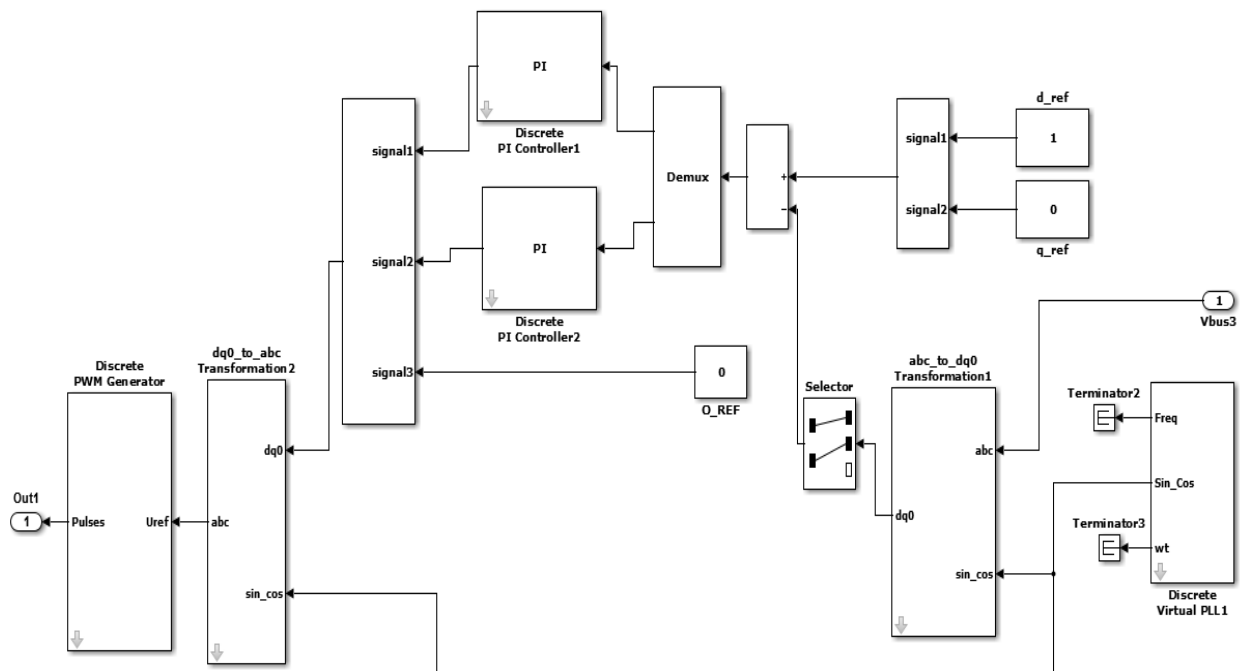 PI
Discrete
PI Controller1
d_ref
1
signal1
signal1
Demux
+
-
signal2
0
q_ref
PI
signal2
Discrete
PI Controller2
1
Vbus3
Discrete
PWM Generator
dq0_to_abc
Transformation2
signal3
0
O_REF
Selector
abc_to_dq0
Transformation1
Terminator2
Freq
dq0
abc
Sin_Cos
Out1
1
Pulses
Uref
abc
dq0
Terminator3
wt
sin_cos
sin_cos
Discrete
Virtual PLL1